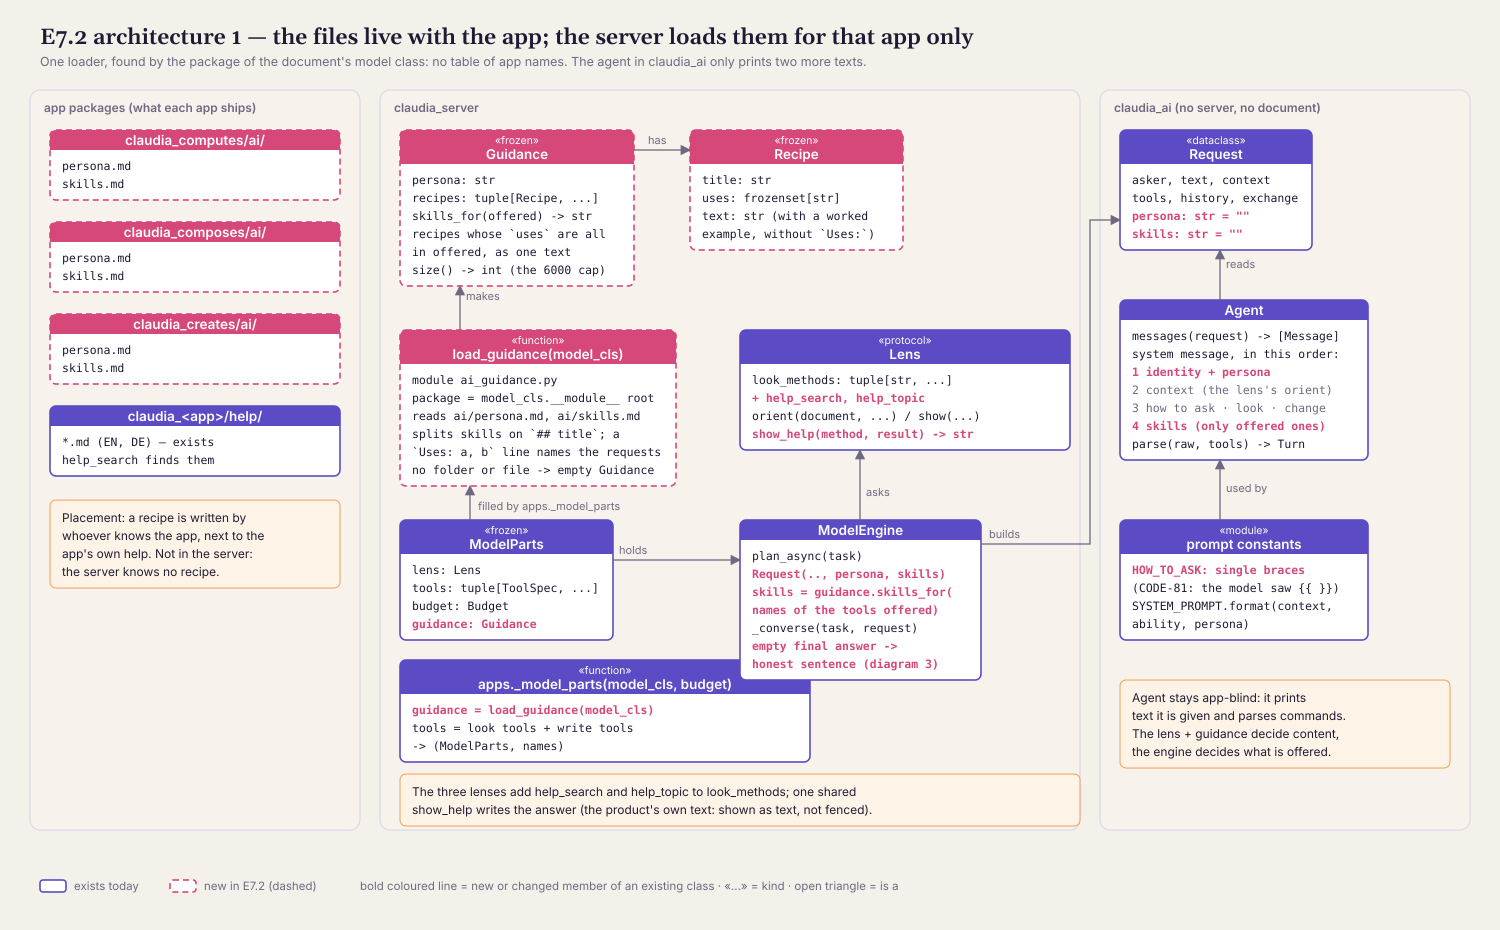 E7.2 architecture 1 — the files live with the app; the server loads them for that app only
One loader, found by the package of the document's model class: no table of app names. The agent in claudia_ai only prints two more texts.
app packages (what each app ships)
claudia_computes/ai/
persona.md
skills.md
claudia_composes/ai/
persona.md
skills.md
claudia_creates/ai/
persona.md
skills.md
claudia_<app>/help/
*.md (EN, DE) — exists
help_search finds them
Placement: a recipe is written by
whoever knows the app, next to the
app's own help. Not in the server:
the server knows no recipe.
claudia_server
«frozen»
Guidance
persona: str
recipes: tuple[Recipe, ...]
skills_for(offered) -> str
recipes whose `uses` are all
in offered, as one text
size() -> int (the 6000 cap)
has
«frozen»
Recipe
title: str
uses: frozenset[str]
text: str (with a worked
example, without `Uses:`)
makes
«function»
load_guidance(model_cls)
module ai_guidance.py
package = model_cls.__module__ root
reads ai/persona.md, ai/skills.md
splits skills on `## title`; a
`Uses: a, b` line names the requests
no folder or file -> empty Guidance
«protocol»
Lens
look_methods: tuple[str, ...]
+ help_search, help_topic
orient(document, ...) / show(...)
show_help(method, result) -> str
filled by apps._model_parts
asks
«frozen»
ModelParts
lens: Lens
tools: tuple[ToolSpec, ...]
budget: Budget
guidance: Guidance
holds
ModelEngine
plan_async(task)
Request(.., persona, skills)
skills = guidance.skills_for(
names of the tools offered)
_converse(task, request)
empty final answer ->
honest sentence (diagram 3)
builds
«function»
apps._model_parts(model_cls, budget)
guidance = load_guidance(model_cls)
tools = look tools + write tools
-> (ModelParts, names)
The three lenses add help_search and help_topic to look_methods; one shared
show_help writes the answer (the product's own text: shown as text, not fenced).
claudia_ai (no server, no document)
«dataclass»
Request
asker, text, context
tools, history, exchange
persona: str = ""
skills: str = ""
reads
Agent
messages(request) -> [Message]
system message, in this order:
1 identity + persona
2 context (the lens's orient)
3 how to ask · look · change
4 skills (only offered ones)
parse(raw, tools) -> Turn
used by
«module»
prompt constants
HOW_TO_ASK: single braces
(CODE-81: the model saw {{ }})
SYSTEM_PROMPT.format(context,
ability, persona)
Agent stays app-blind: it prints
text it is given and parses commands.
The lens + guidance decide content,
the engine decides what is offered.
exists today
new in E7.2 (dashed)
bold coloured line = new or changed member of an existing class · «...» = kind · open triangle = is a